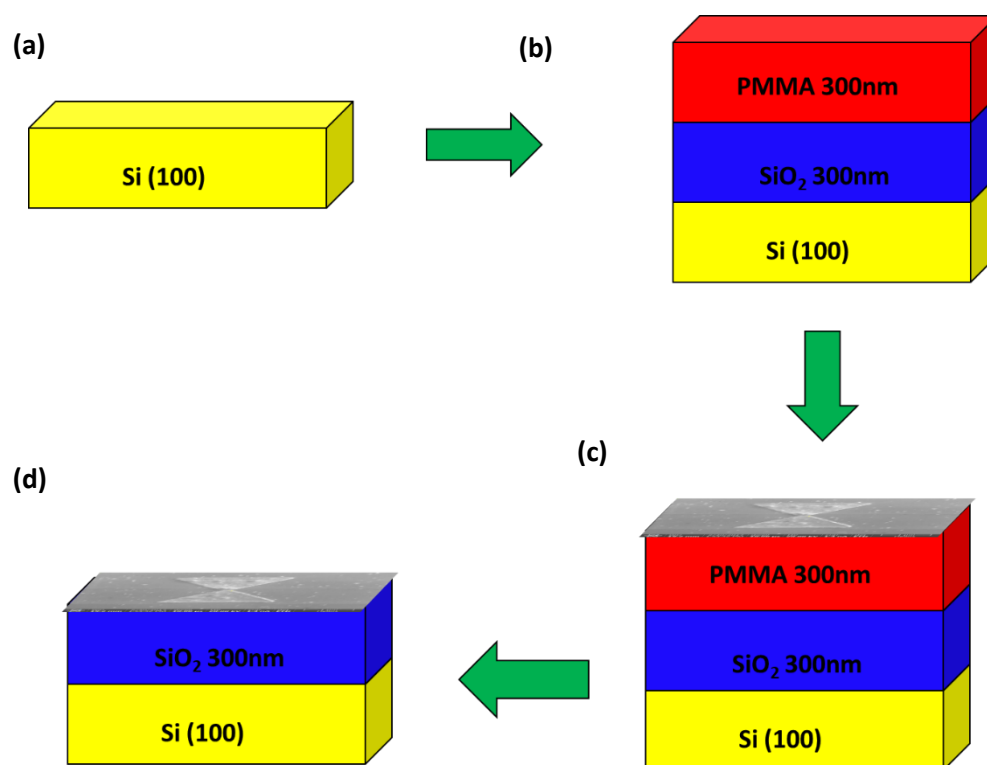 (a)
Si (100)
(b)
PMMA 300nm
SiO₂ 300nm
Si (100)
(c)
PMMA 300nm
SiO₂ 300nm
Si (100)
(d)
SiO₂ 300nm
Si (100)